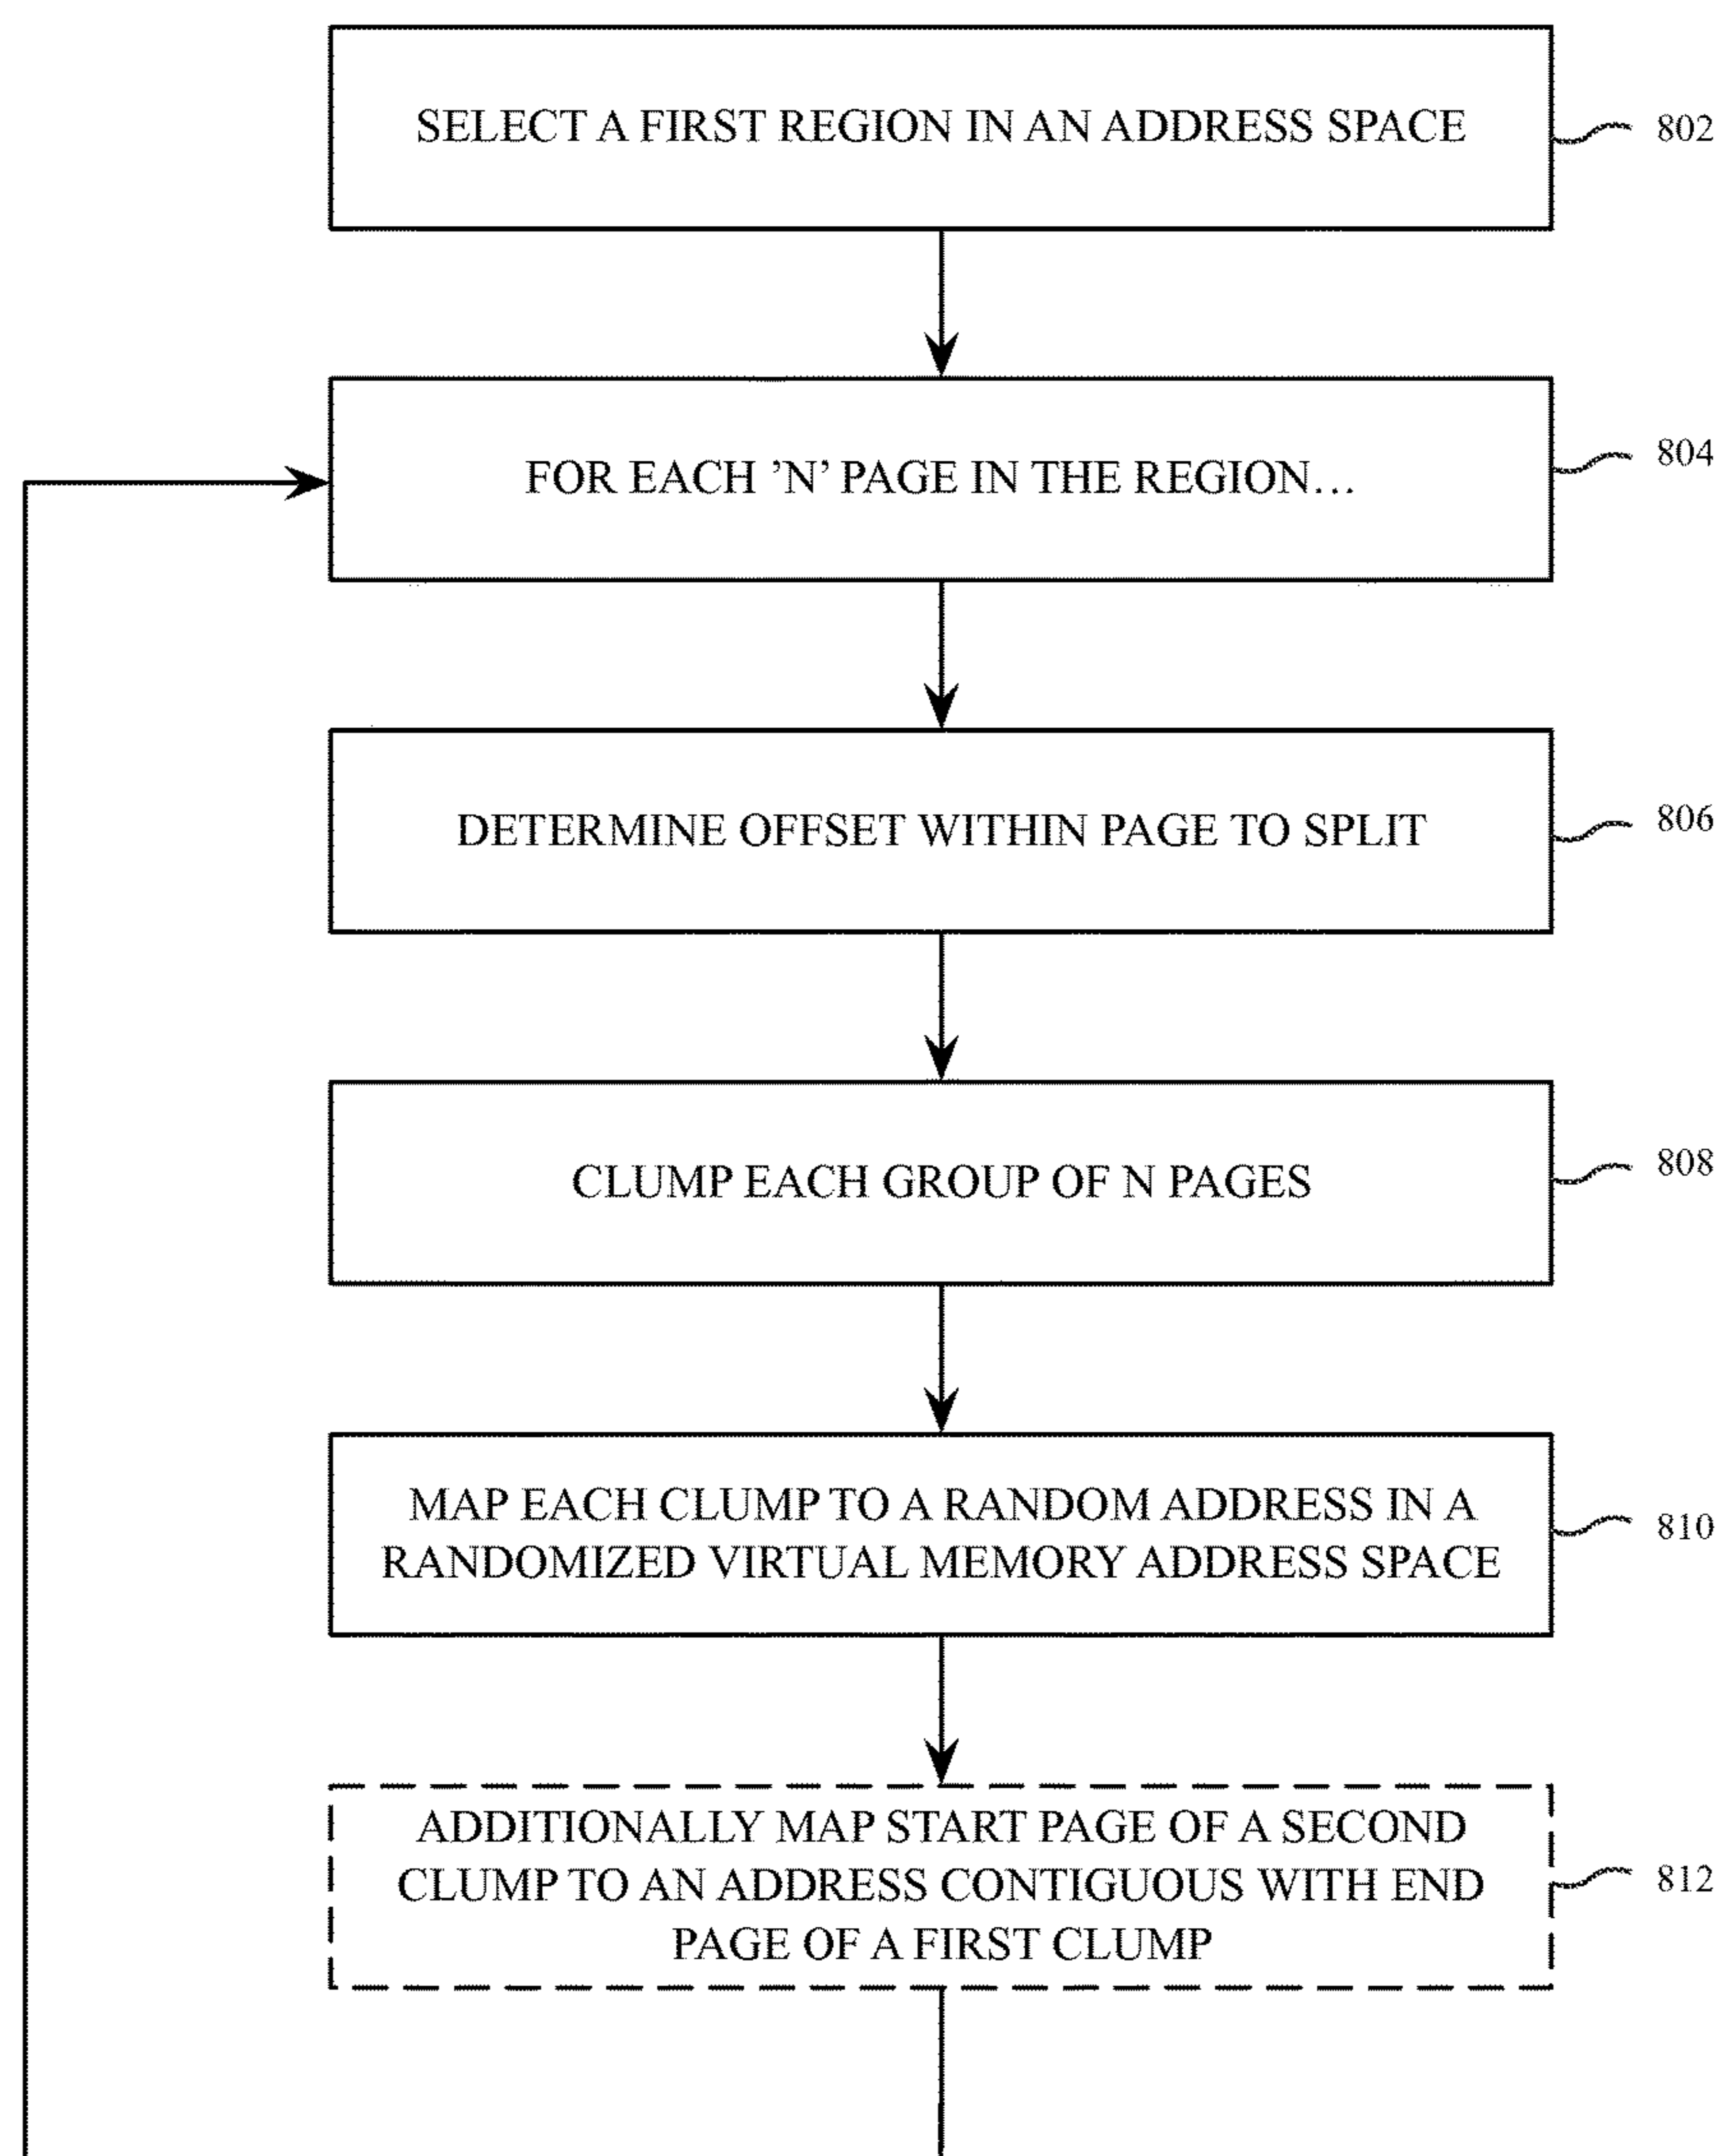 SELECT A FIRST REGION IN AN ADDRESS SPACE
802
FOR EACH ’N’ PAGE IN THE REGION…
804
DETERMINE OFFSET WITHIN PAGE TO SPLIT
806
CLUMP EACH GROUP OF N PAGES
808
MAP EACH CLUMP TO A RANDOM ADDRESS IN A
RANDOMIZED VIRTUAL MEMORY ADDRESS SPACE
810
ADDITIONALLY MAP START PAGE OF A SECOND
CLUMP TO AN ADDRESS CONTIGUOUS WITH END
PAGE OF A FIRST CLUMP
812